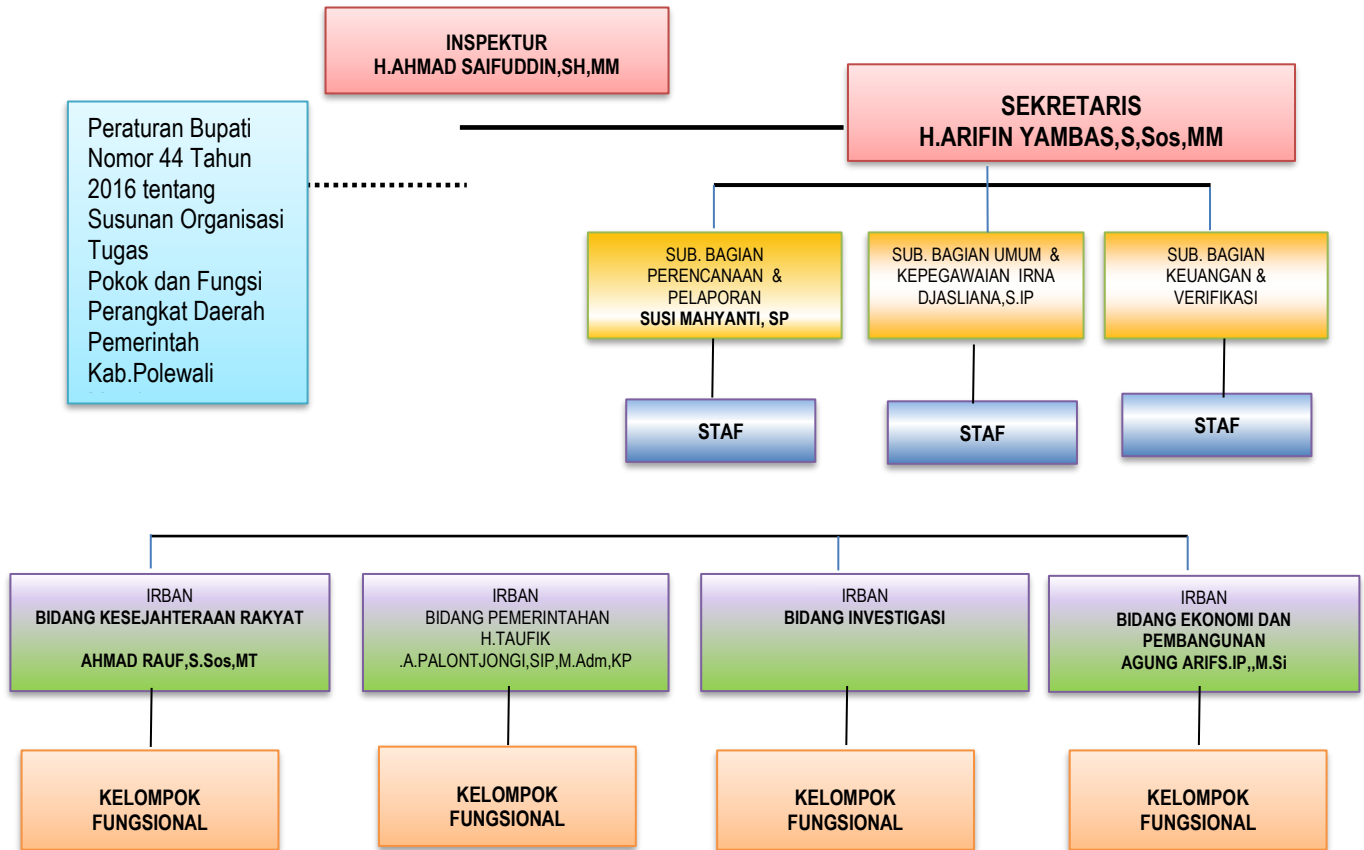 INSPEKTUR
H.AHMAD SAIFUDDIN,SH,MM
SEKRETARIS
H.ARIFIN YAMBAS,S,Sos,MM
Peraturan Bupati
Nomor 44 Tahun
2016 tentang
Susunan Organisasi
Tugas
Pokok dan Fungsi
Perangkat Daerah
Pemerintah
Kab.Polewali
SUB. BAGIAN
PERENCANAAN &
PELAPORAN
SUSI MAHYANTI, SP
SUB. BAGIAN UMUM &
KEPEGAWAIAN IRNA
DJASLIANA,S.IP
SUB. BAGIAN
KEUANGAN &
VERIFIKASI
STAF
STAF
STAF
IRBAN
BIDANG KESEJAHTERAAN RAKYAT
AHMAD RAUF,S.Sos,MT
IRBAN
BIDANG PEMERINTAHAN
H.TAUFIK
.A.PALONTJONGI,SIP,M.Adm,KP
IRBAN
BIDANG INVESTIGASI
IRBAN
BIDANG EKONOMI DAN
PEMBANGUNAN
AGUNG ARIFS.IP,,M.Si
KELOMPOK
FUNGSIONAL
KELOMPOK
FUNGSIONAL
KELOMPOK
FUNGSIONAL
KELOMPOK
FUNGSIONAL